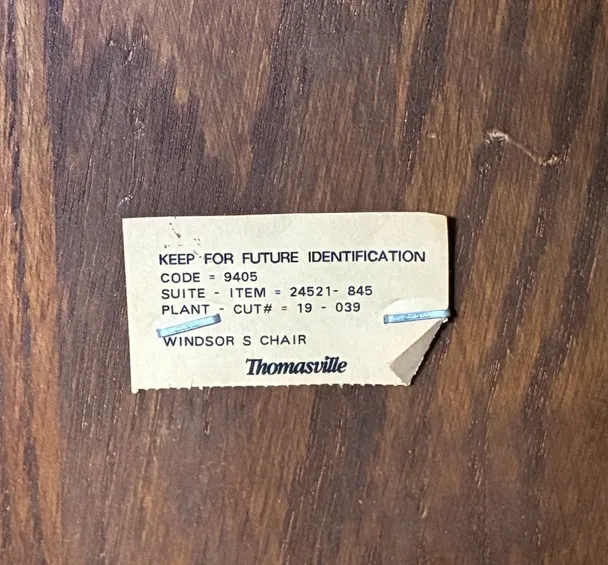 KEEP FOR FUTURE IDENTIFICATION
CODE = 9405
SUITE - ITEM = 24521- 845
PLANT - CUT# = 19 - 039
WINDSOR S CHAIR
Thomasville